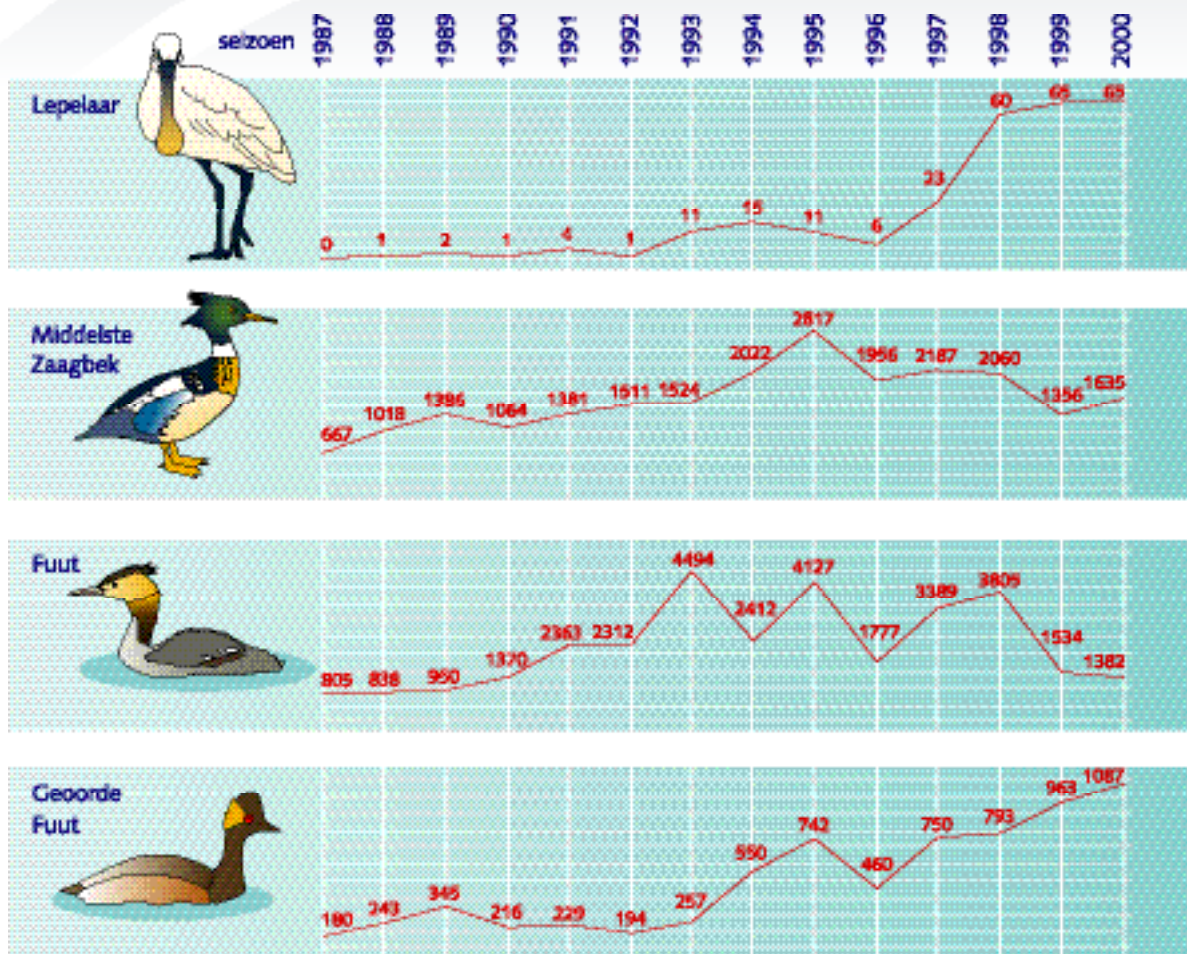 seizoen 1987 1988 1989 1990 1991 1992 1993 1994 1995 1996 1997 1998 1999 2000
Lepelaar
0 1 2 1 4 1 11 15 11 6 23 60 65 65
Middelste
Zaagbek
667 1018 1386 1064 1381 1611 1524 2022 2817 1956 2187 2060 1356 1635
Fuut
805 838 950 1370 2363 2312 4494 2412 4127 1777 3389 3805 1534 1382
Geoorde
Fuut
180 243 345 216 229 194 257 550 742 460 750 793 963 1087